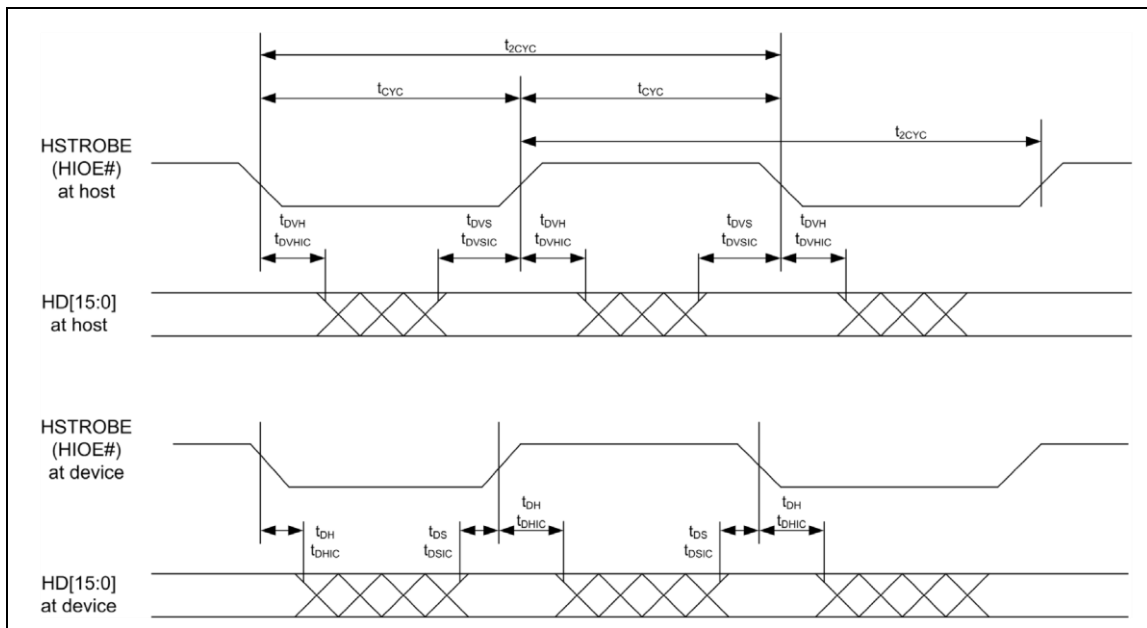 t2CYC
tCYC tCYC
t2CYC
HSTROBE
(HIOE#)
at host
tDVH tDVS tDVH tDVS tDVH
tDVHIC tDVSIC tDVHIC tDVSIC tDVHIC
HD[15:0]
at host
HSTROBE
(HIOE#)
at device
tDH tDS tDH tDS tDH
tDHIC tDSIC tDHIC tDSIC tDHIC
HD[15:0]
at device